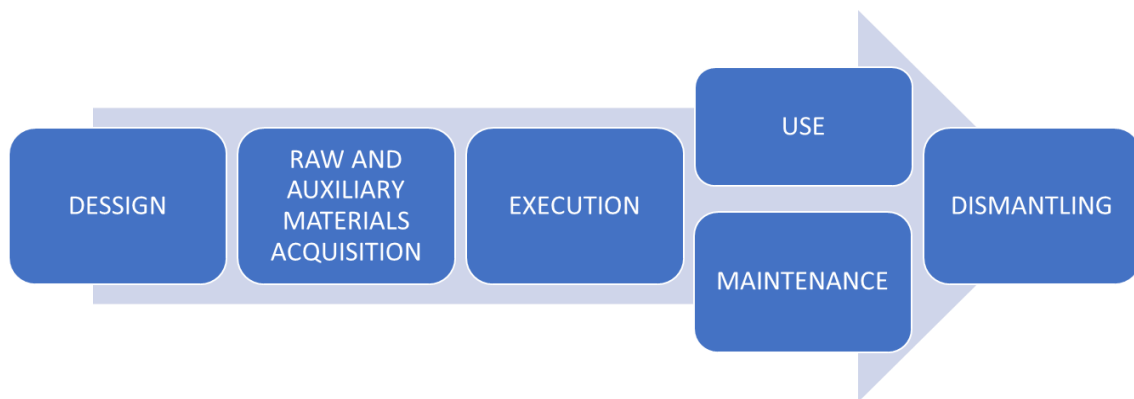 DESSIGN
RAW AND
AUXILIARY
MATERIALS
ACQUISITION
EXECUTION
USE
MAINTENANCE
DISMANTLING